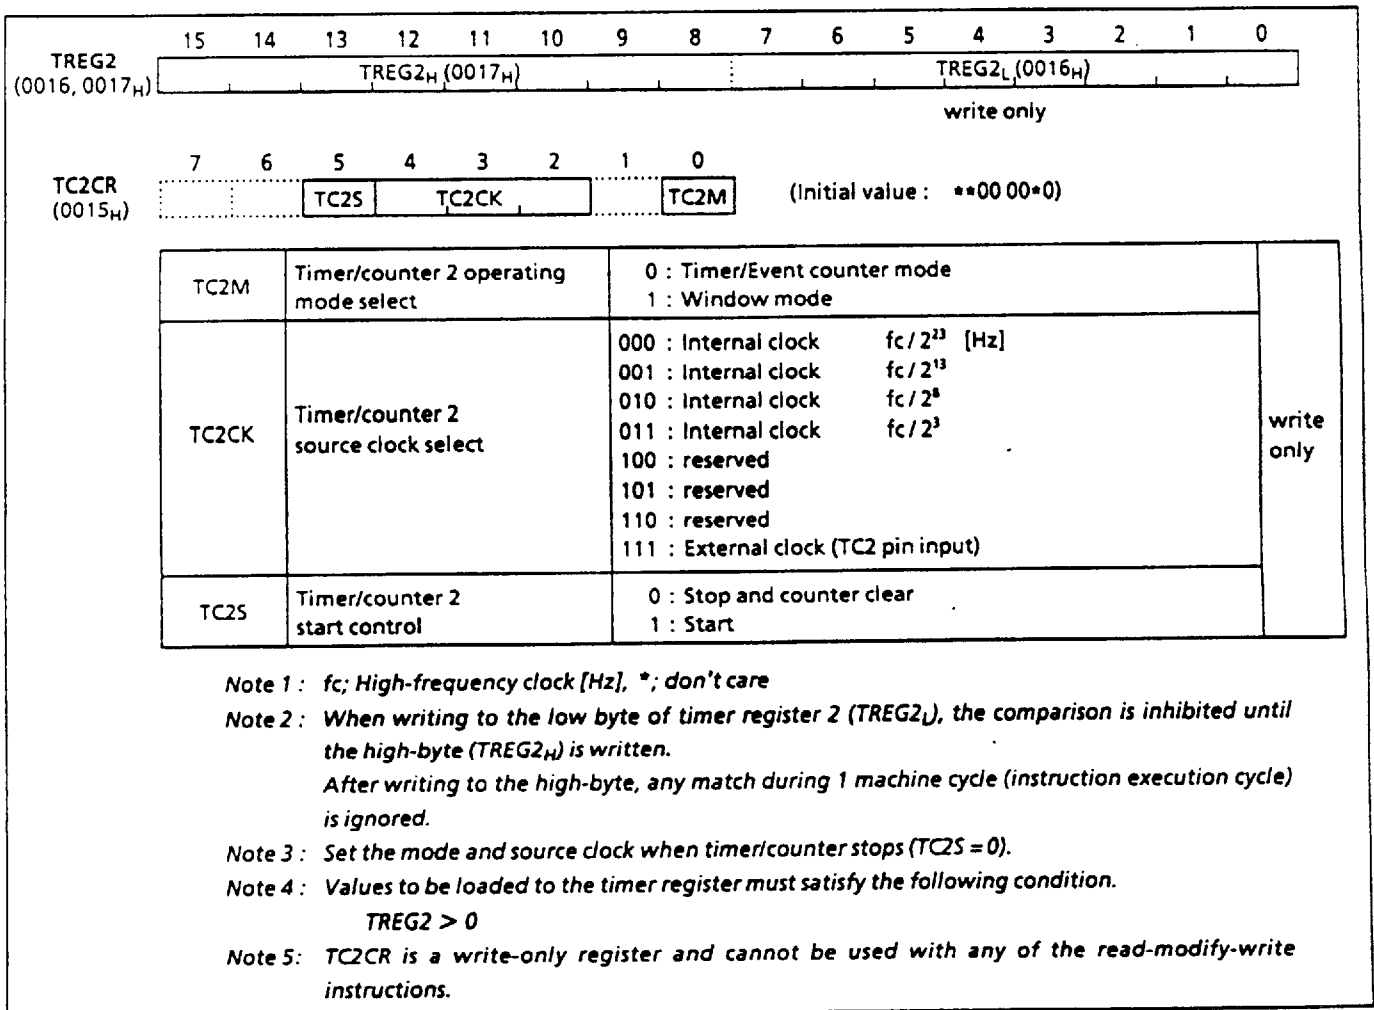 15 14 13 12 11 10 9 8 7 6 5 4 3 2 1 0
TREG2
(0016, 0017H)
TREG2H (0017H) TREG2L (0016H)
write only
7 6 5 4 3 2 1 0
TC2CR
(0015H)
TC2S TC2CK TC2M (Initial value : **00 00*0)
TC2M
Timer/counter 2 operating
mode select
0 : Timer/Event counter mode
1 : Window mode
TC2CK
Timer/counter 2
source clock select
000 : Internal clock fc / 2²³ [Hz]
001 : Internal clock fc / 2¹³
010 : Internal clock fc / 2⁸
011 : Internal clock fc / 2³
100 : reserved
101 : reserved
110 : reserved
111 : External clock (TC2 pin input)
write
only
TC2S
Timer/counter 2
start control
0 : Stop and counter clear
1 : Start
Note 1 : fc; High-frequency clock [Hz], *; don't care
Note 2 : When writing to the low byte of timer register 2 (TREG2L), the comparison is inhibited until
the high-byte (TREG2H) is written.
After writing to the high-byte, any match during 1 machine cycle (instruction execution cycle)
is ignored.
Note 3 : Set the mode and source clock when timer/counter stops (TC2S = 0).
Note 4 : Values to be loaded to the timer register must satisfy the following condition.
TREG2 > 0
Note 5: TC2CR is a write-only register and cannot be used with any of the read-modify-write
instructions.